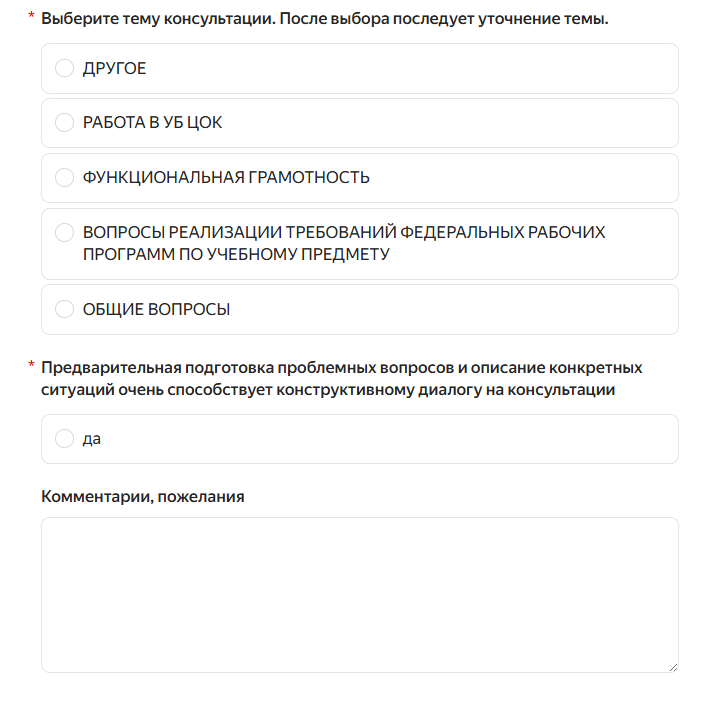 * Выберите тему консультации. После выбора последует уточнение темы.
ДРУГОЕ
РАБОТА В УБ ЦОК
ФУНКЦИОНАЛЬНАЯ ГРАМОТНОСТЬ
ВОПРОСЫ РЕАЛИЗАЦИИ ТРЕБОВАНИЙ ФЕДЕРАЛЬНЫХ РАБОЧИХ
ПРОГРАММ ПО УЧЕБНОМУ ПРЕДМЕТУ
ОБЩИЕ ВОПРОСЫ
* Предварительная подготовка проблемных вопросов и описание конкретных
ситуаций очень способствует конструктивному диалогу на консультации
да
Комментарии, пожелания